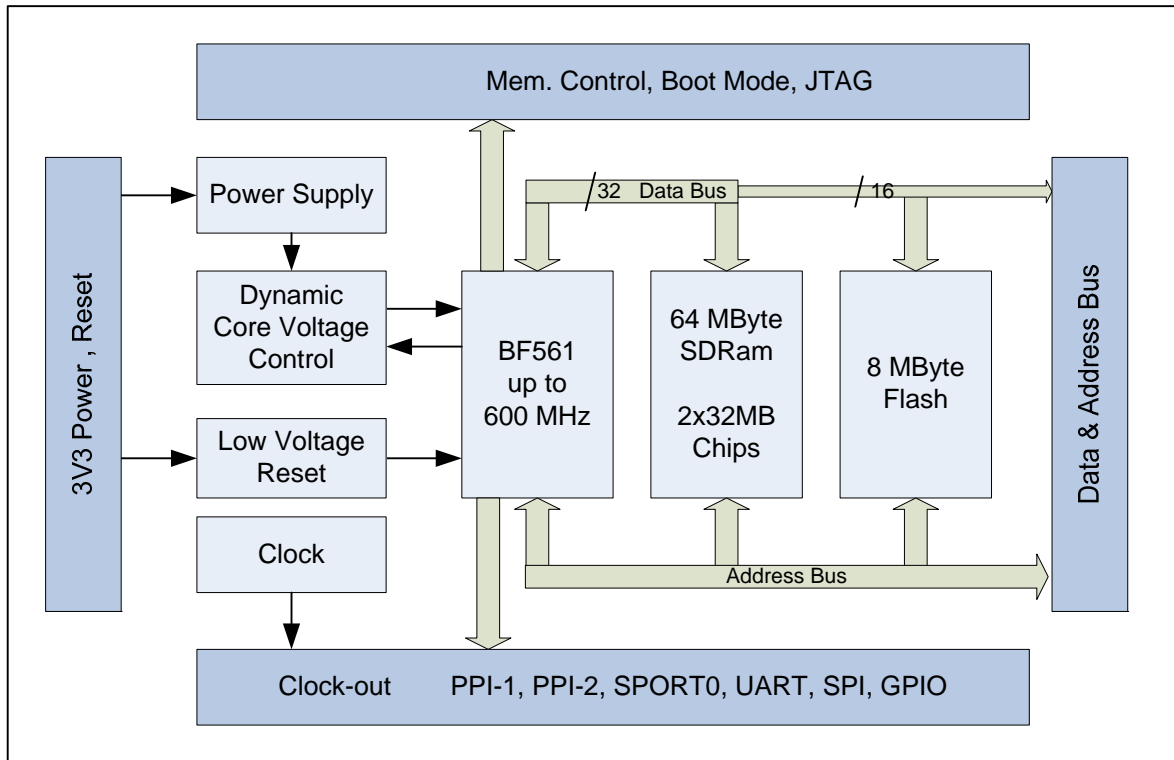 Mem. Control, Boot Mode, JTAG
3V3 Power , Reset
Power Supply
Dynamic
Core Voltage
Control
Low Voltage
Reset
Clock
32 Data Bus
16
BF561
up to
600 MHz
64 MByte
SDRam
2x32MB
Chips
8 MByte
Flash
Address Bus
Data & Address Bus
Clock-out PPI-1, PPI-2, SPORT0, UART, SPI, GPIO